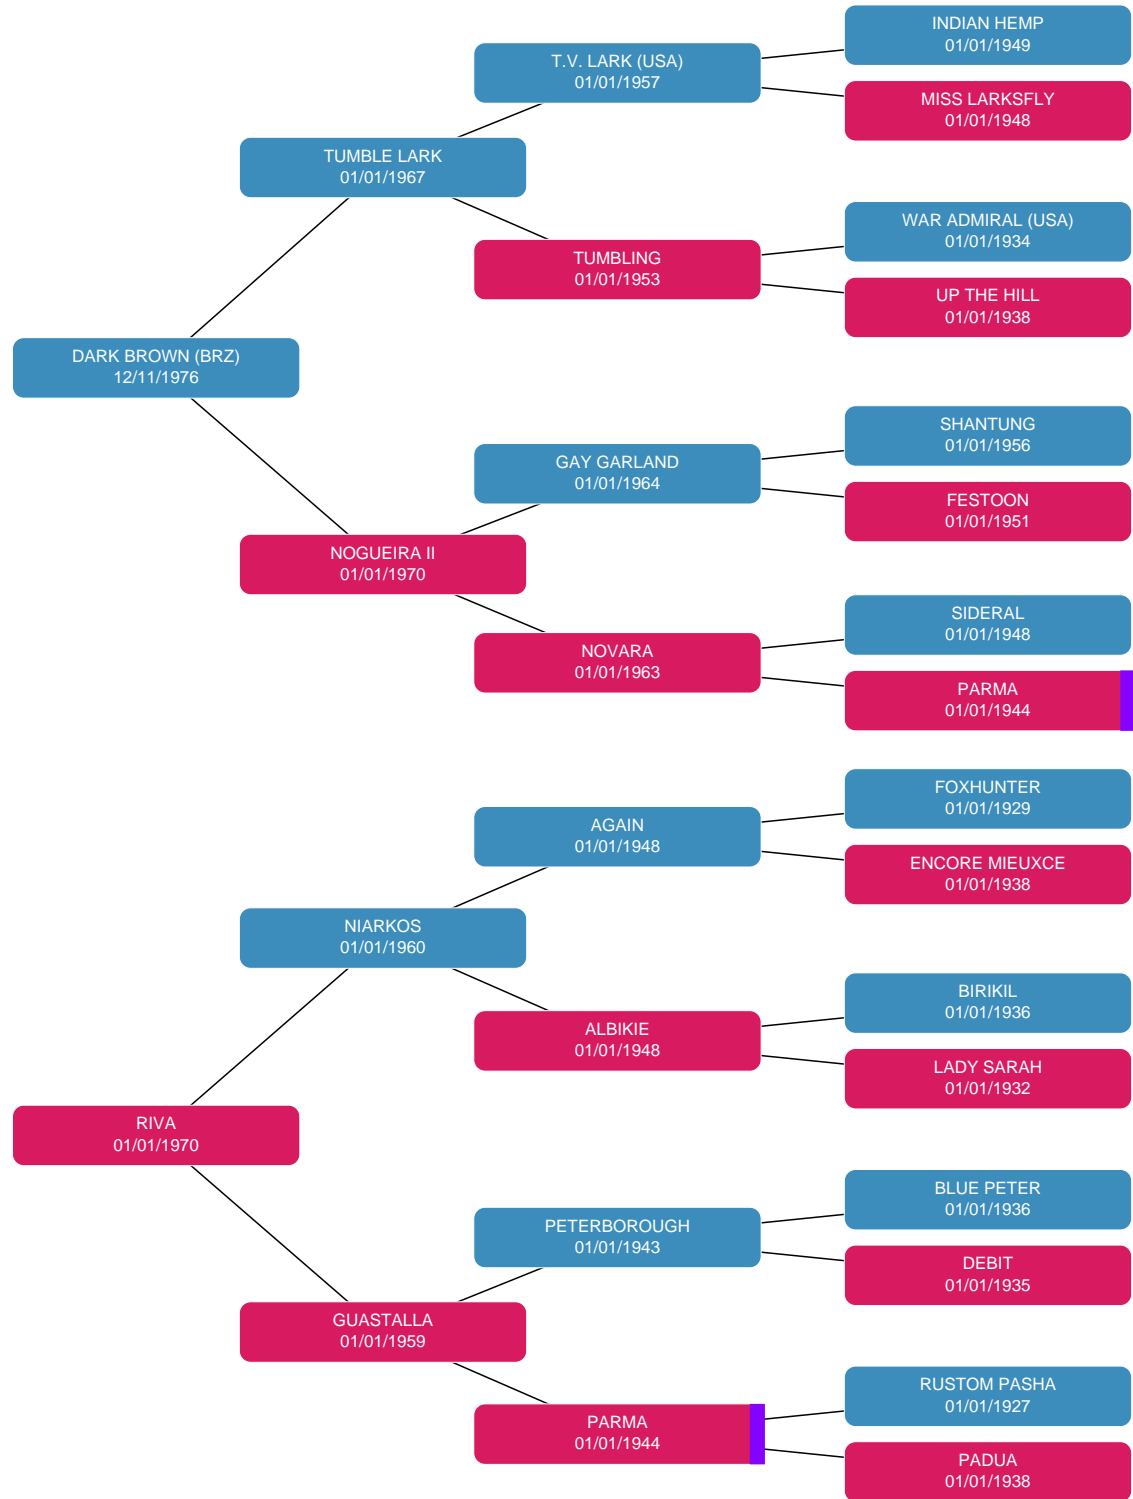 INDIAN HEMP
01/01/1949
T.V. LARK (USA)
01/01/1957
MISS LARKSFLY
01/01/1948
TUMBLE LARK
01/01/1967
WAR ADMIRAL (USA)
01/01/1934
TUMBLING
01/01/1953
UP THE HILL
01/01/1938
DARK BROWN (BRZ)
12/11/1976
SHANTUNG
01/01/1956
GAY GARLAND
01/01/1964
FESTOON
01/01/1951
NOGUEIRA II
01/01/1970
SIDERAL
01/01/1948
NOVARA
01/01/1963
PARMA
01/01/1944
FOXHUNTER
01/01/1929
AGAIN
01/01/1948
ENCORE MIEUXCE
01/01/1938
NIARKOS
01/01/1960
BIRIKIL
01/01/1936
ALBIKIE
01/01/1948
LADY SARAH
01/01/1932
RIVA
01/01/1970
BLUE PETER
01/01/1936
PETERBOROUGH
01/01/1943
DEBIT
01/01/1935
GUASTALLA
01/01/1959
RUSTOM PASHA
01/01/1927
PARMA
01/01/1944
PADUA
01/01/1938